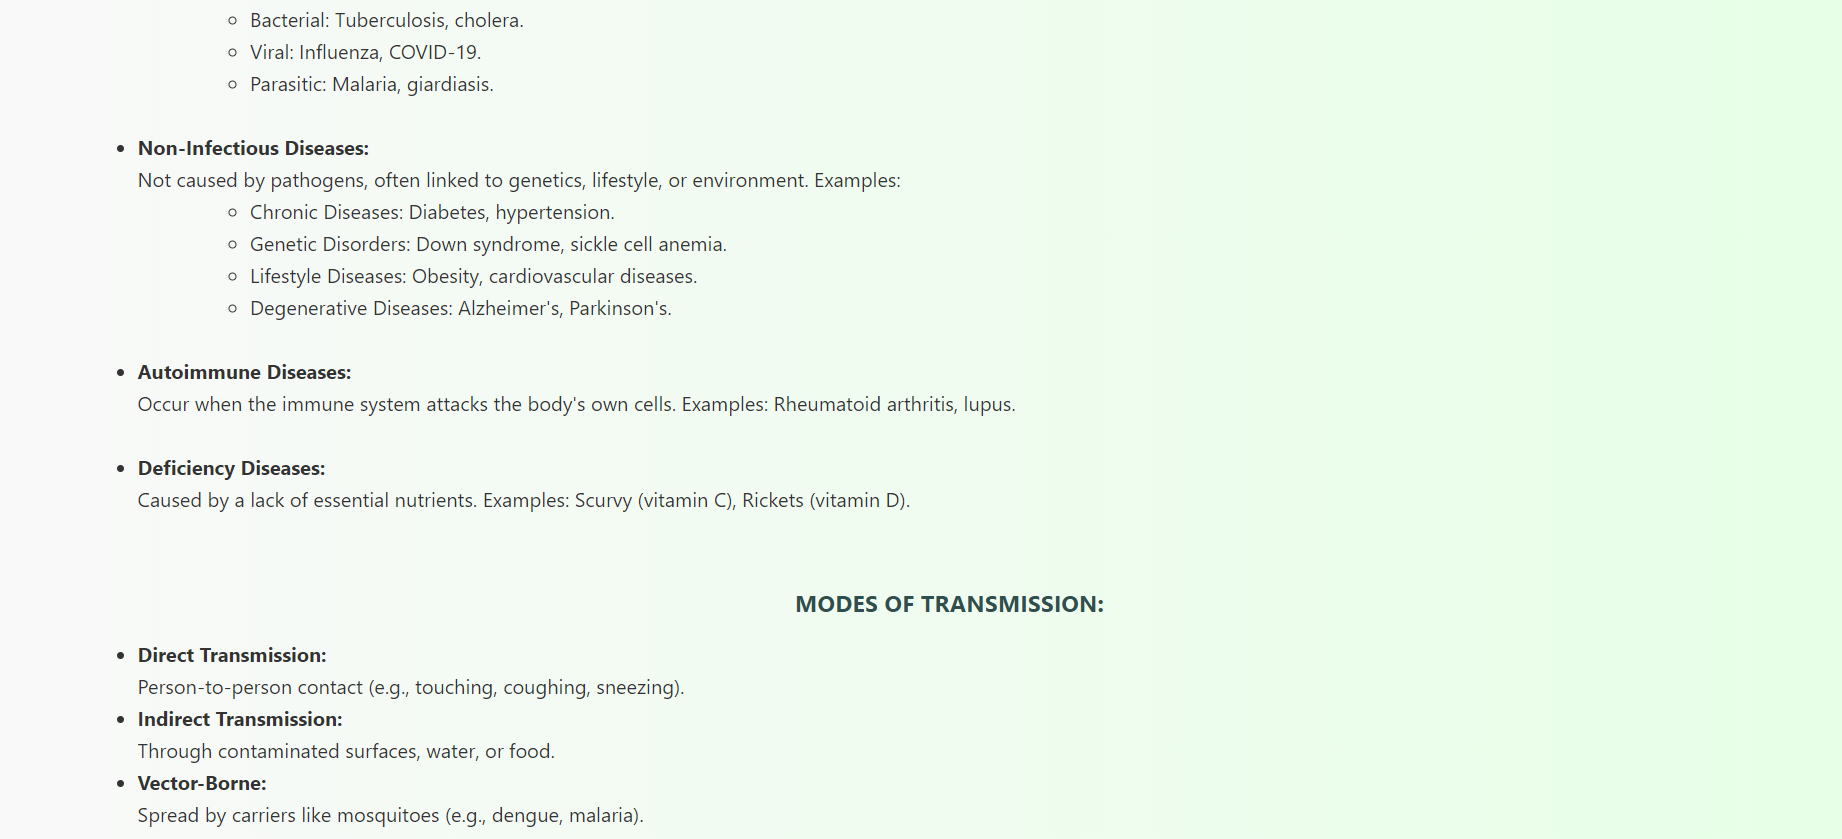 Bacterial: Tuberculosis, cholera.
Viral: Influenza, COVID-19.
Parasitic: Malaria, giardiasis.
Non-Infectious Diseases:
Not caused by pathogens, often linked to genetics, lifestyle, or environment. Examples:
Chronic Diseases: Diabetes, hypertension.
Genetic Disorders: Down syndrome, sickle cell anemia.
Lifestyle Diseases: Obesity, cardiovascular diseases.
Degenerative Diseases: Alzheimer's, Parkinson's.
Autoimmune Diseases:
Occur when the immune system attacks the body's own cells. Examples: Rheumatoid arthritis, lupus.
Deficiency Diseases:
Caused by a lack of essential nutrients. Examples: Scurvy (vitamin C), Rickets (vitamin D).
MODES OF TRANSMISSION:
Direct Transmission:
Person-to-person contact (e.g., touching, coughing, sneezing).
Indirect Transmission:
Through contaminated surfaces, water, or food.
Vector-Borne:
Spread by carriers like mosquitoes (e.g., dengue, malaria).